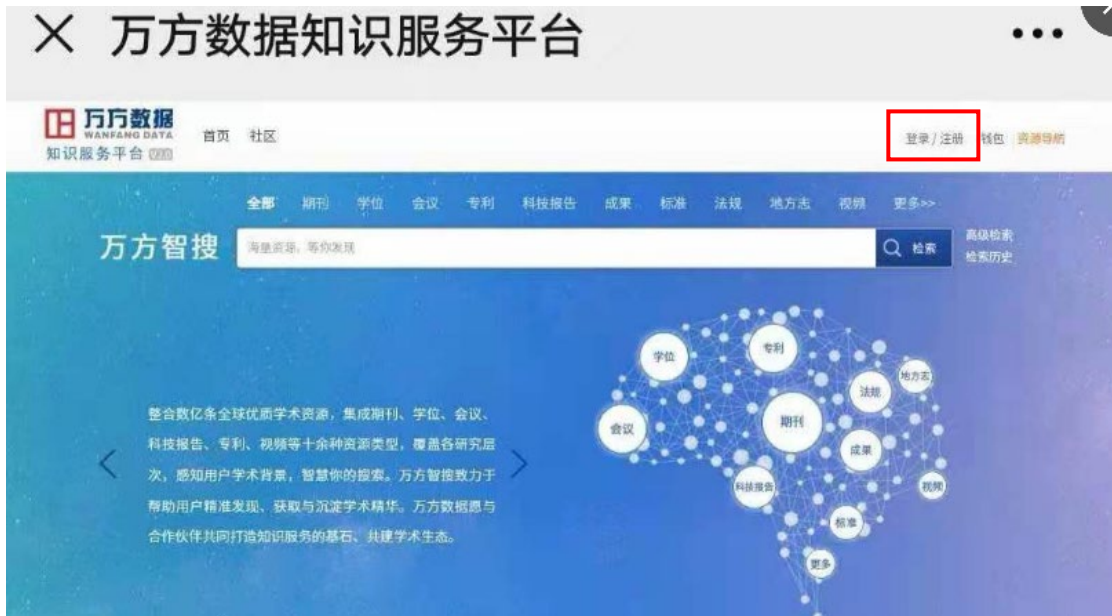 万方数据知识服务平台
万方数据
WANFANG DATA
知识服务平台 V2.0
首页 社区
登录 / 注册 钱包 资源导航
全部 期刊 学位 会议 专利 科技报告 成果 标准 法规 地方志 视频 更多>>
万方智搜 海量资源，等你发现 检索 高级检索
检索历史
学位 专利
地方志
法规
会议 期刊
成果
科技报告 视频
标准
更多
整合数亿条全球优质学术资源，集成期刊、学位、会议、
科技报告、专利、视频等十余种资源类型，覆盖各研究层
次，感知用户学术背景，智慧你的搜索。万方智搜致力于
帮助用户精准发现、获取与沉淀学术精华。万方数据愿与
合作伙伴共同打造知识服务的基石、共建学术生态。